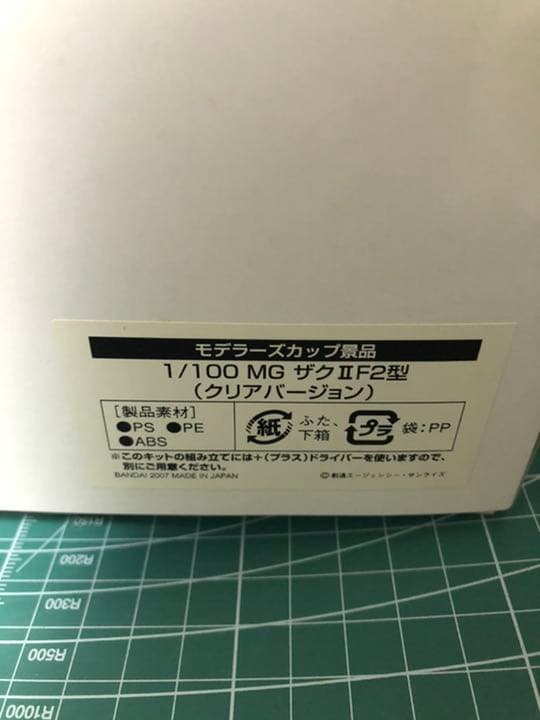 モデラーズカップ景品
1/100 MG ザクⅡF2型
（クリアバージョン）
［製品素材］
●PS ●PE
●ABS
紙
ふた、
下箱
プラ
袋：PP
※このキットの組み立てには＋（プラス）ドライバーを使いますので、
別にご用意ください。
BANDAI 2007 MADE IN JAPAN
©創通エージェンシー・サンライズ
R150
R200
R300
R500
R1000